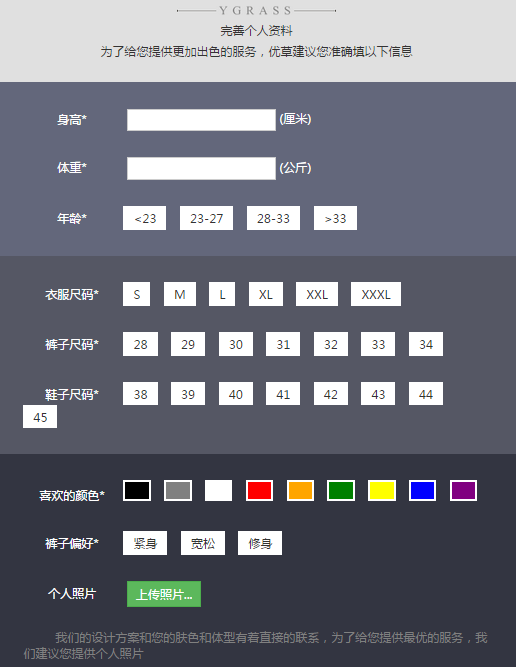 YGRASS
完善个人资料
为了给您提供更加出色的服务，优草建议您准确填以下信息
身高* (厘米)
体重* (公斤)
年龄* <23 23-27 28-33 >33
衣服尺码* S M L XL XXL XXXL
裤子尺码* 28 29 30 31 32 33 34
鞋子尺码* 38 39 40 41 42 43 44
45
喜欢的颜色*
裤子偏好* 紧身 宽松 修身
个人照片 上传照片...
我们的设计方案和您的肤色和体型有着直接的联系，为了给您提供最优的服务，我
们建议您提供个人照片